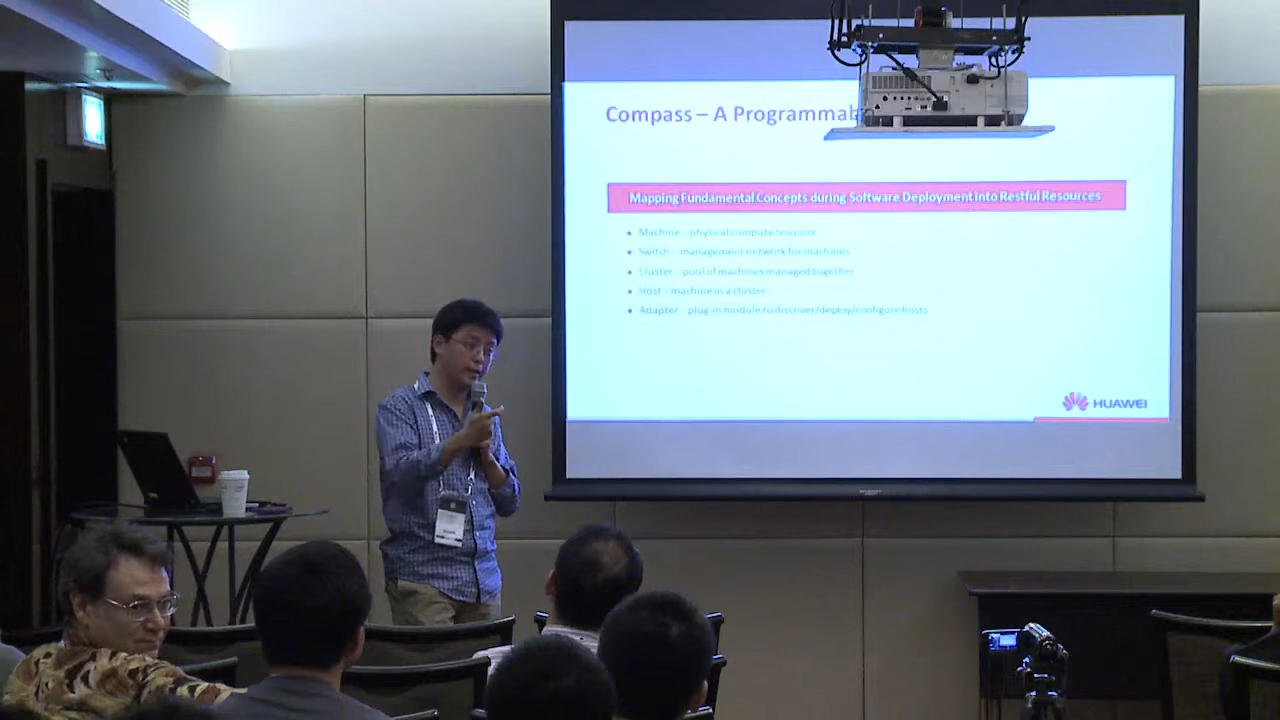 Compass – A Programmab
Mapping Fundamental Concepts during Software Deployment into Restful Resources
• Machine - physical compute resource
• Switch - management network for machines
• Cluster - pool of machines managed together
• Host - machine in a cluster
• Adapter - plug-in module to discover/deploy/configure hosts
HUAWEI